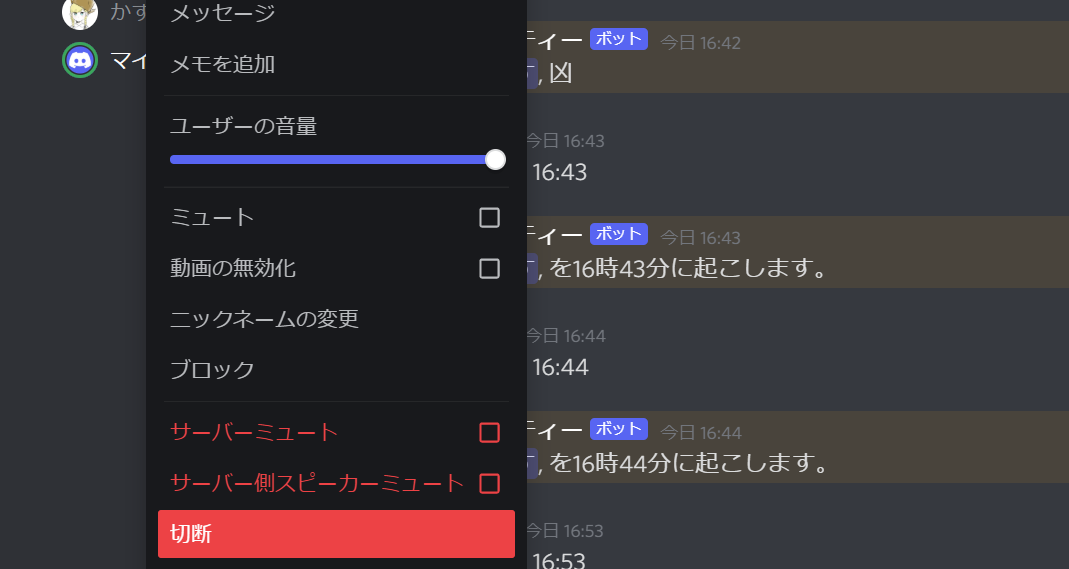 かす
マイ
メッセージ
メモを追加
ユーザーの音量
ミュート
動画の無効化
ニックネームの変更
ブロック
サーバーミュート
サーバー側スピーカーミュート
切断
ティー ボット 今日 16:42
, 凶
今日 16:43
16:43
ティー ボット 今日 16:43
, を16時43分に起こします。
今日 16:44
16:44
ティー ボット 今日 16:44
, を16時44分に起こします。
今日 16:53
16:53